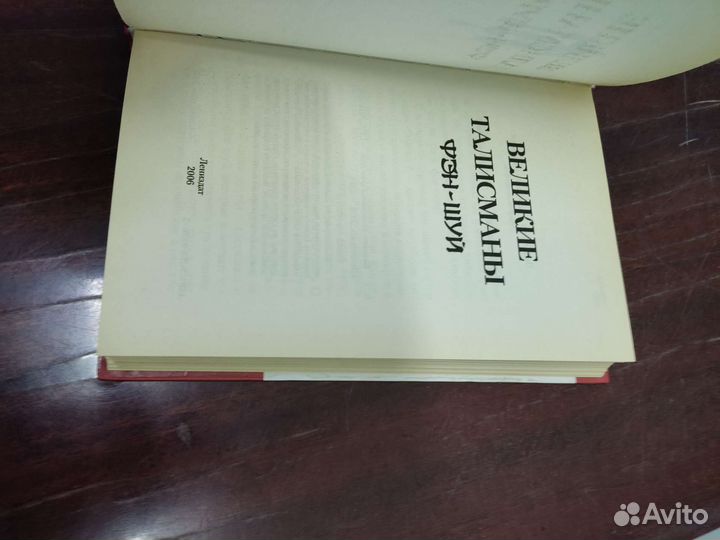 ВЕЛИКИЕ
ТАЛИСМАНЫ
ФЭН-ШУЙ
Лениздат
2006
Avito